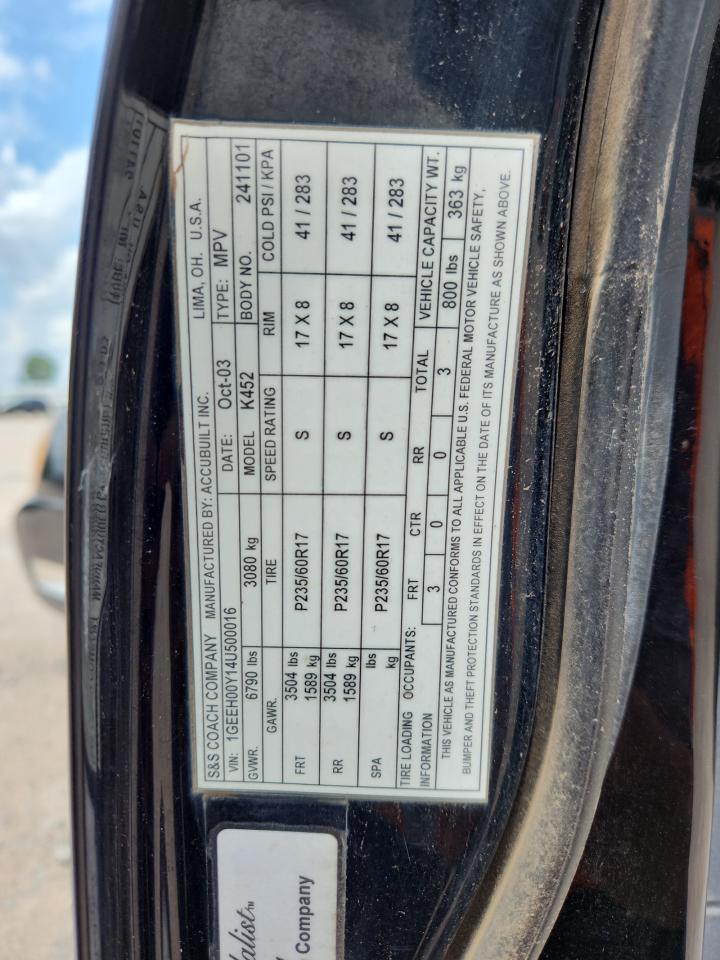 S&S COACH COMPANY MANUFACTURED BY: ACCUBUILT INC. LIMA, OH. U.S.A.
VIN: 1GEEH00Y14U500016 DATE: Oct-03 TYPE: MPV
GVWR. 6790 lbs 3080 kg MODEL K452 BODY NO. 241101
GAWR. TIRE SPEED RATING RIM COLD PSI / KPA
FRT 3504 lbs 1589 kg P235/60R17 S 17 X 8 41 / 283
RR 3504 lbs 1589 kg P235/60R17 S 17 X 8 41 / 283
SPA lbs kg P235/60R17 S 17 X 8 41 / 283
TIRE LOADING OCCUPANTS: FRT CTR RR TOTAL VEHICLE CAPACITY WT.
INFORMATION 3 0 0 3 800 lbs 363 kg
THIS VEHICLE AS MANUFACTURED CONFORMS TO ALL APPLICABLE U.S. FEDERAL MOTOR VEHICLE SAFETY,
BUMPER AND THEFT PROTECTION STANDARDS IN EFFECT ON THE DATE OF ITS MANUFACTURE AS SHOWN ABOVE.
Company